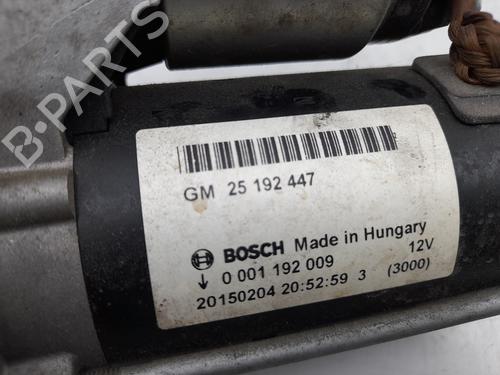 B-PARTS
GM 25 192 447
BOSCH Made in Hungary
0 001 192 009 12V
20150204 20:52:59 3 (3000)